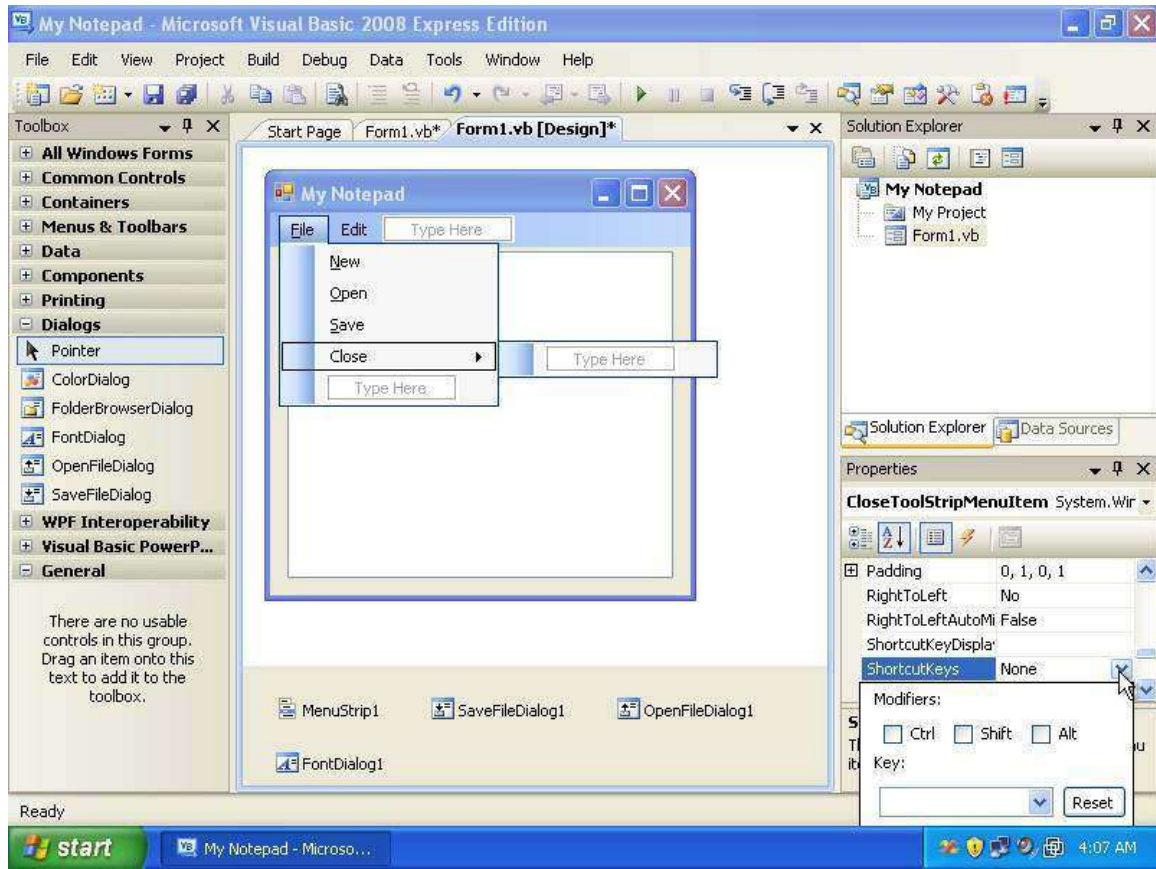 My Notepad - Microsoft Visual Basic 2008 Express Edition
File Edit View Project Build Debug Data Tools Window Help
Toolbox
All Windows Forms
Common Controls
Containers
Menus & Toolbars
Data
Components
Printing
Dialogs
Pointer
ColorDialog
FolderBrowserDialog
FontDialog
OpenFileDialog
SaveFileDialog
WPF Interoperability
Visual Basic PowerP...
General
There are no usable
controls in this group.
Drag an item onto this
text to add it to the
toolbox.
Start Page Form1.vb* Form1.vb [Design]*
My Notepad
File Edit Type Here
New
Open
Save
Close Type Here
Type Here
MenuStrip1 SaveFileDialog1 OpenFileDialog1
FontDialog1
Solution Explorer
My Notepad
My Project
Form1.vb
Solution Explorer Data Sources
Properties
CloseToolStripMenuItem System.Wir
Padding 0, 1, 0, 1
RightToLeft No
RightToLeftAutoMi False
ShortcutKeyDispla
ShortcutKeys None
Modifiers:
Ctrl Shift Alt
Key:
Reset
Ready
start My Notepad - Microso... 4:07 AM